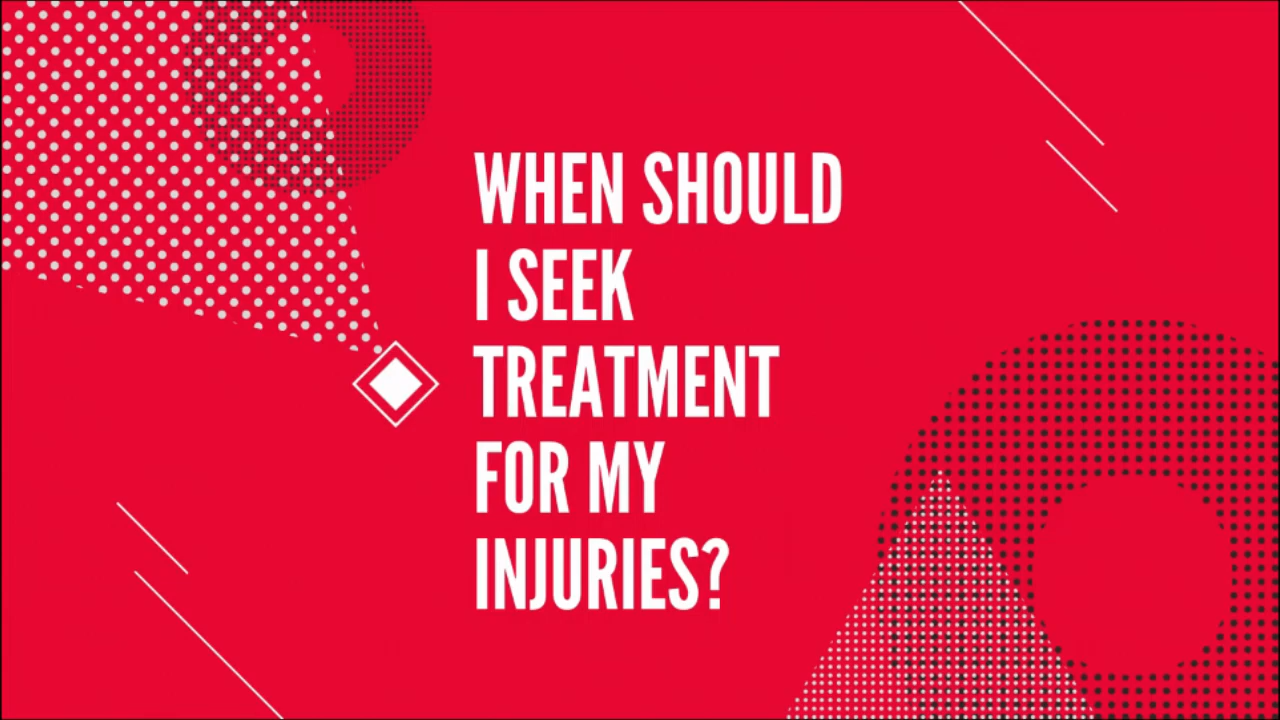 WHEN SHOULD
I SEEK
TREATMENT
FOR MY
INJURIES?